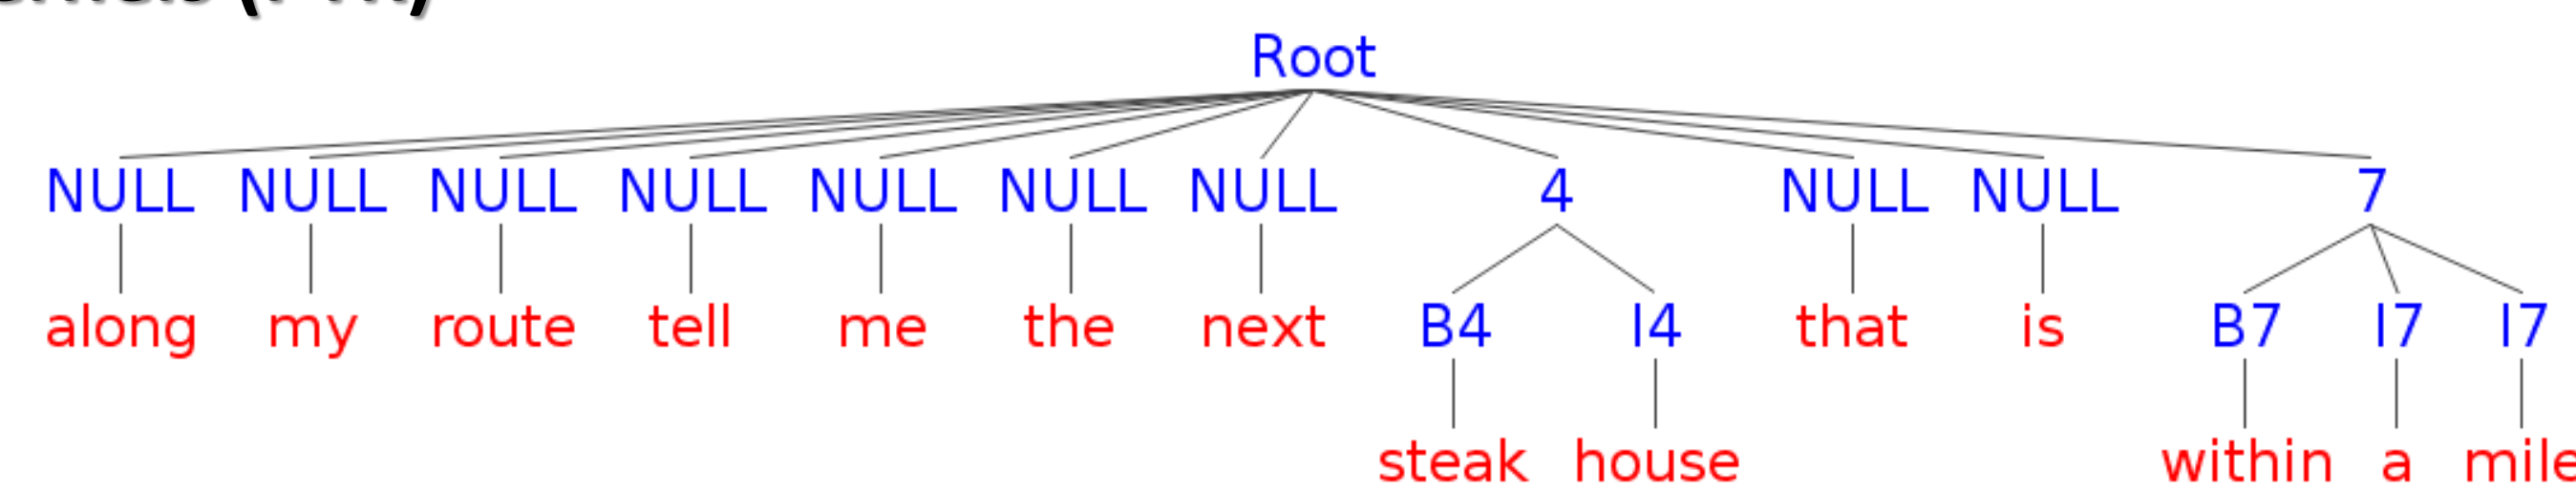 Root
NULL NULL NULL NULL NULL NULL NULL 4 NULL NULL 7
along my route tell me the next B4 I4 that is B7 I7 I7
steak house within a mile